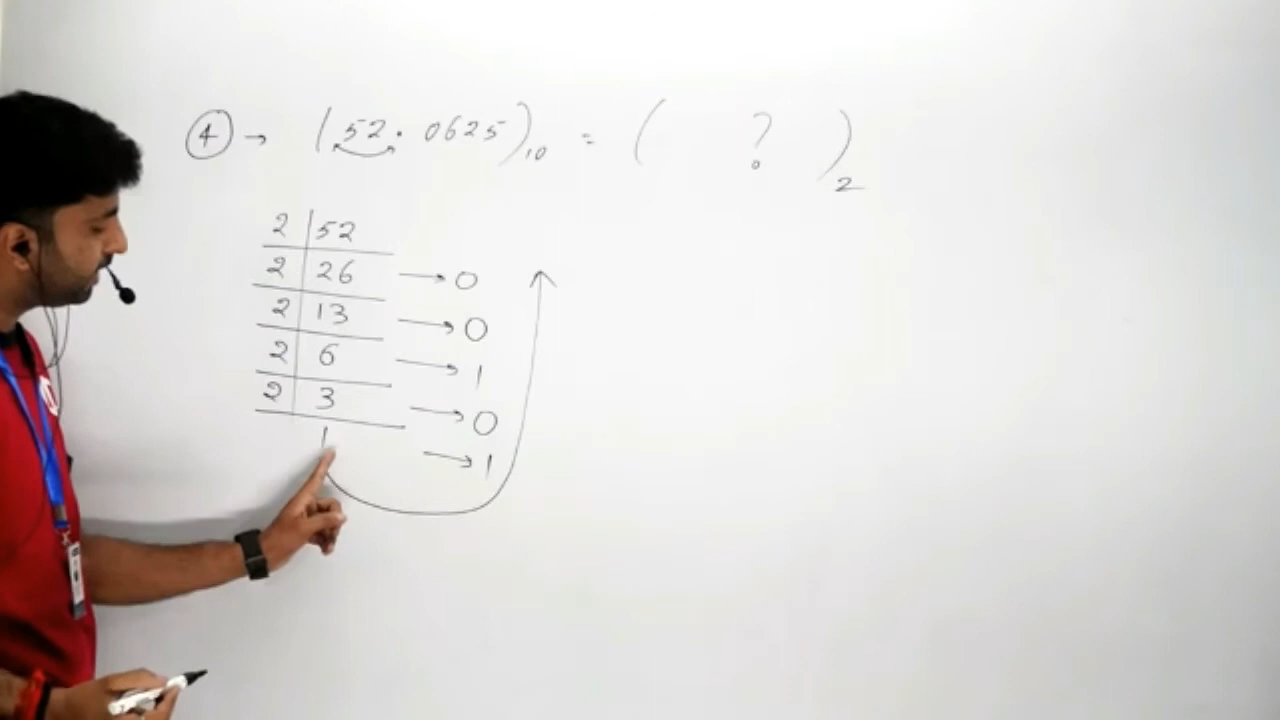 ④ → (52.0625)₁₀ = ( ? )₂
2 | 52
2 | 26 → 0
2 | 13 → 0
2 | 6 → 1
2 | 3 → 0
1 → 1